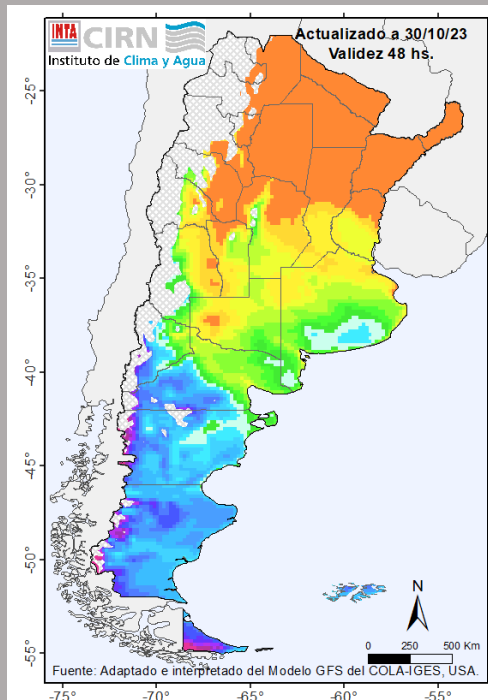 INTA CIRN
Instituto de Clima y Agua
Actualizado a 30/10/23
Validez 48 hs.
-25°
-30°
-35°
-40°
-45°
-50°
-55°
N
0 250 500 Km
Fuente: Adaptado e interpretado del Modelo GFS del COLA-IGES, USA.
-75° -70° -65° -60° -55°